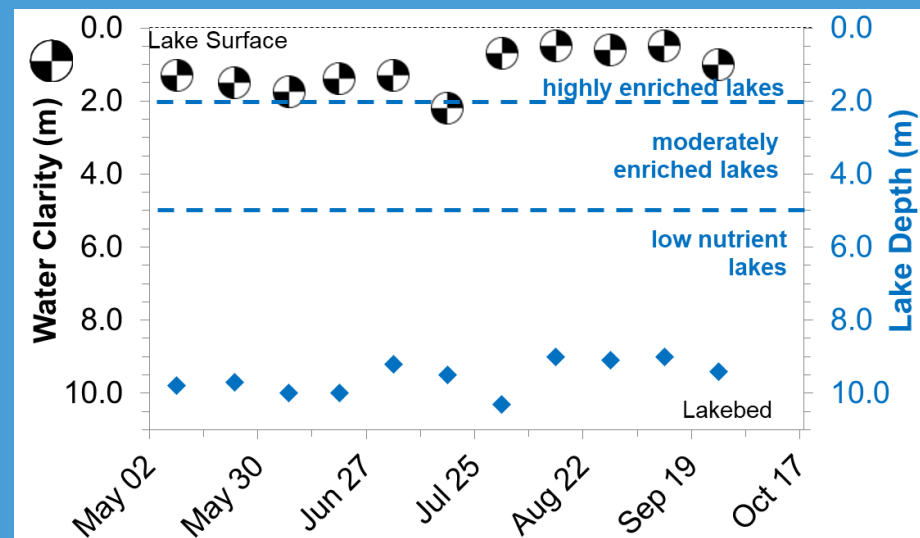 Water Clarity (m)
0.0
2.0
4.0
6.0
8.0
10.0
Lake Surface
highly enriched lakes
moderately
enriched lakes
low nutrient
lakes
Lakebed
0.0
2.0
4.0
6.0
8.0
10.0
Lake Depth (m)
May 02
May 30
Jun 27
Jul 25
Aug 22
Sep 19
Oct 17